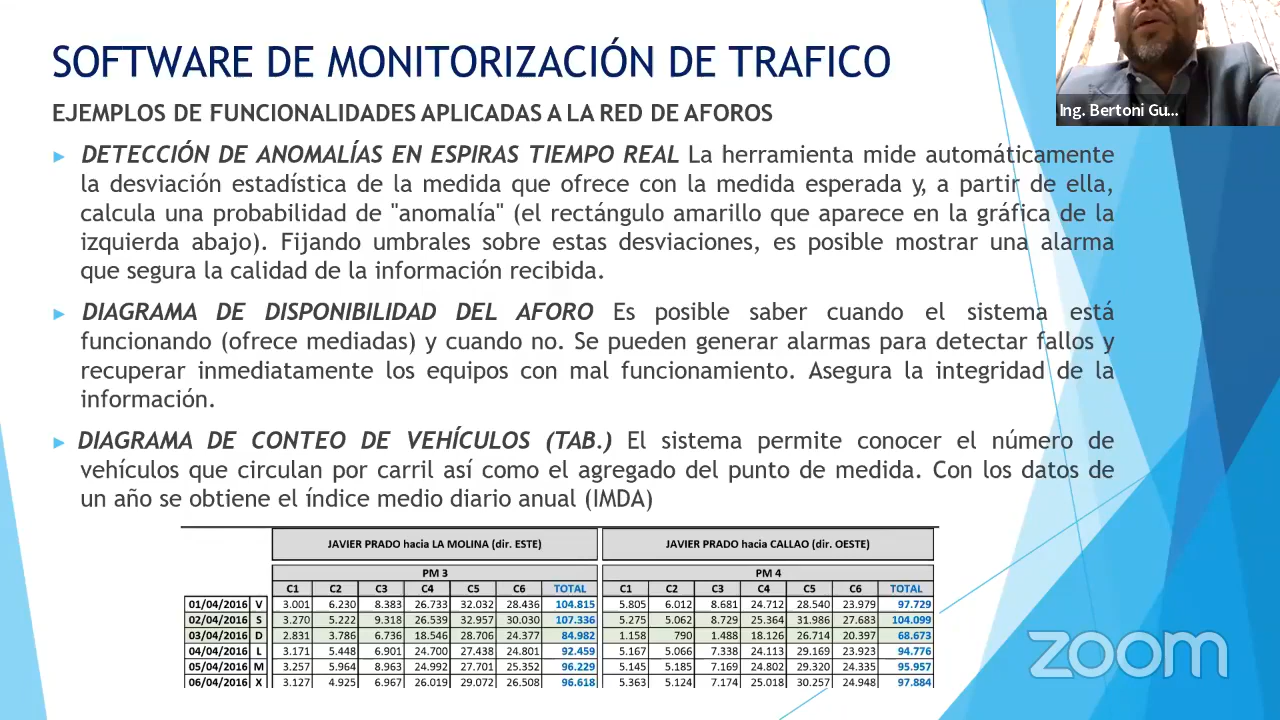 SOFTWARE DE MONITORIZACIÓN DE TRAFICO
EJEMPLOS DE FUNCIONALIDADES APLICADAS A LA RED DE AFOROS
DETECCIÓN DE ANOMALÍAS EN ESPIRAS TIEMPO REAL La herramienta mide automáticamente
la desviación estadística de la medida que ofrece con la medida esperada y, a partir de ella,
calcula una probabilidad de "anomalía" (el rectángulo amarillo que aparece en la gráfica de la
izquierda abajo). Fijando umbrales sobre estas desviaciones, es posible mostrar una alarma
que segura la calidad de la información recibida.
DIAGRAMA DE DISPONIBILIDAD DEL AFORO Es posible saber cuando el sistema está
funcionando (ofrece mediadas) y cuando no. Se pueden generar alarmas para detectar fallos y
recuperar inmediatamente los equipos con mal funcionamiento. Asegura la integridad de la
información.
DIAGRAMA DE CONTEO DE VEHÍCULOS (TAB.) El sistema permite conocer el número de
vehículos que circulan por carril así como el agregado del punto de medida. Con los datos de
un año se obtiene el índice medio diario anual (IMDA)
JAVIER PRADO hacia LA MOLINA (dir. ESTE) JAVIER PRADO hacia CALLAO (dir. OESTE)
PM 3 PM 4
C1 C2 C3 C4 C5 C6 TOTAL C1 C2 C3 C4 C5 C6 TOTAL
01/04/2016 V 3.001 6.230 8.383 26.733 32.032 28.436 104.815 5.805 6.012 8.681 24.712 28.540 23.979 97.729
02/04/2016 S 3.270 5.222 9.318 26.539 32.957 30.030 107.336 5.275 5.062 8.729 25.364 31.986 27.683 104.099
03/04/2016 D 2.831 3.786 6.736 18.546 28.706 24.377 84.982 1.158 790 1.488 18.126 26.714 20.397 68.673
04/04/2016 L 3.171 5.448 6.901 24.700 27.438 24.801 92.459 5.167 5.066 7.338 24.113 29.169 23.923 94.776
05/04/2016 M 3.257 5.964 8.963 24.992 27.701 25.352 96.229 5.145 5.185 7.169 24.802 29.320 24.335 95.957
06/04/2016 X 3.127 4.925 6.967 26.019 29.072 26.508 96.618 5.363 5.124 7.174 25.018 30.257 24.948 97.884
Ing. Bertoni Gu...
zoom